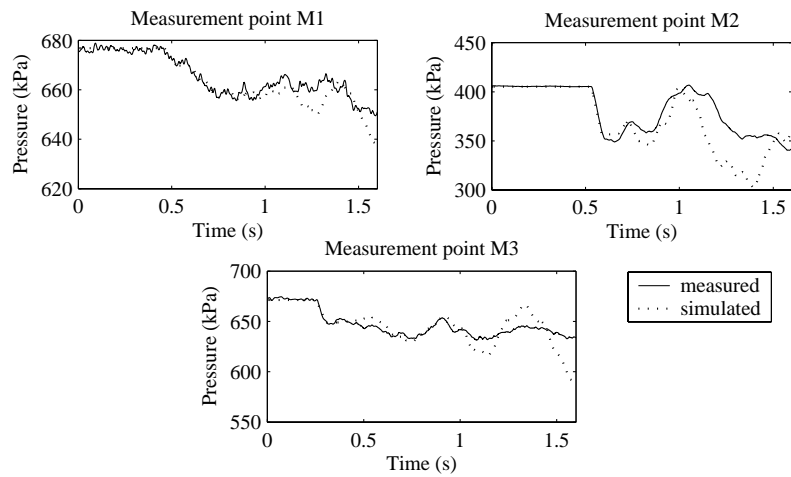 Measurement point M1
680
660
640
620
0
0.5
1
1.5
Pressure (kPa)
Time (s)
Measurement point M2
450
400
350
300
0
0.5
1
1.5
Pressure (kPa)
Time (s)
Measurement point M3
700
650
600
550
0
0.5
1
1.5
Pressure (kPa)
Time (s)
measured
simulated